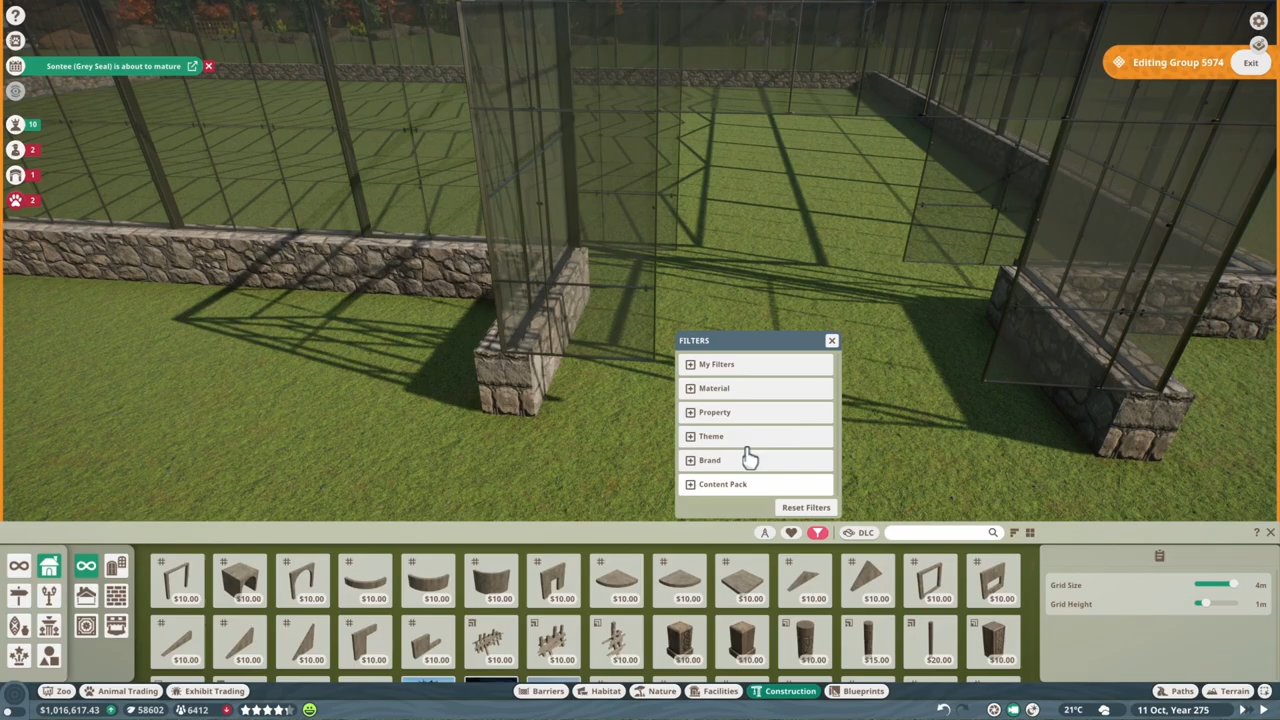 ?
Sontee (Grey Seal) is about to mature
Editing Group 5974
Exit
10
2
1
2
FILTERS
My Filters
Material
Property
Theme
Brand
Content Pack
Reset Filters
DLC
?
$10.00 $10.00 $10.00 $10.00 $10.00 $10.00 $10.00 $10.00 $10.00 $10.00 $10.00 $10.00 $10.00 $10.00
Grid Size 4m
Grid Height 1m
$10.00 $10.00 $10.00 $10.00 $10.00 $10.00 $10.00 $10.00 $10.00 $10.00 $10.00 $15.00 $20.00 $10.00
Zoo Animal Trading Exhibit Trading Barriers Habitat Nature Facilities Construction Blueprints Paths Terrain
$1,016,617.43 58602 6412 21°C 11 Oct, Year 275